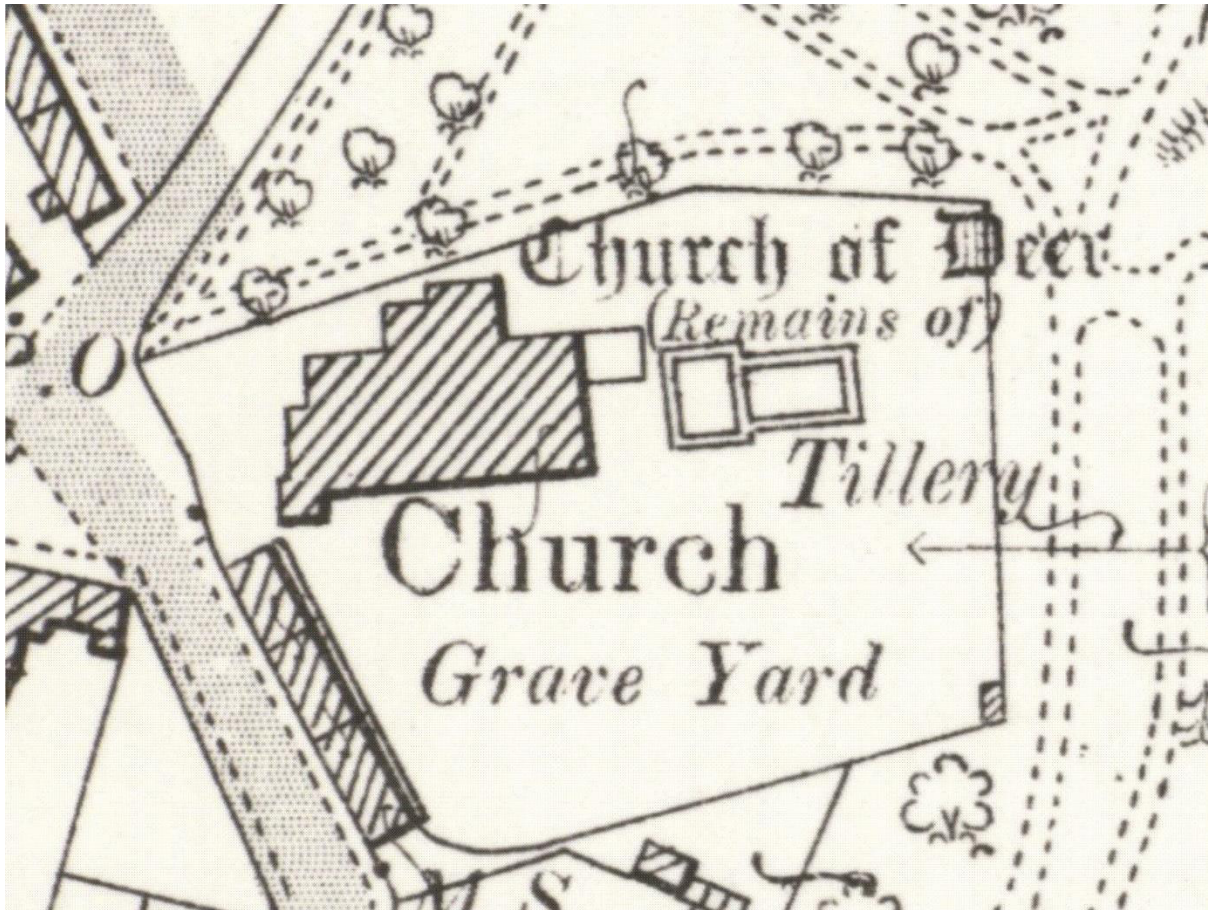 Church of Deer
(Remains of)
O
Tillery
Church
Grave Yard
S